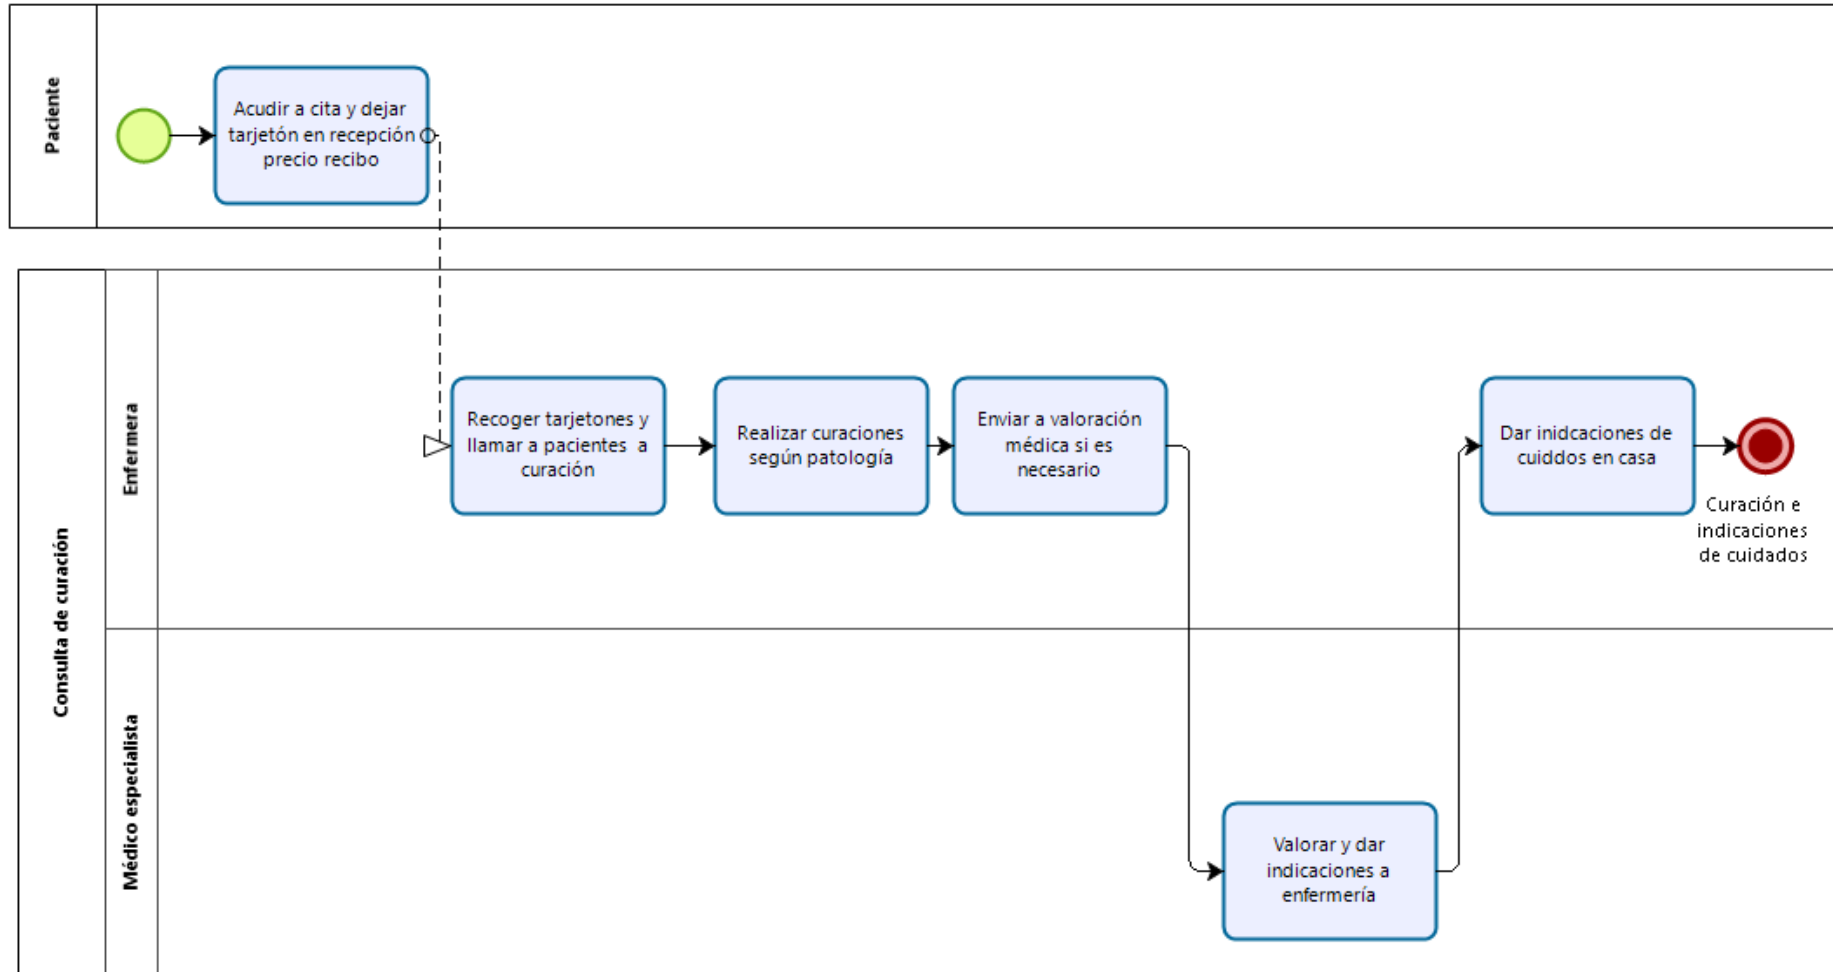 Paciente
Acudir a cita y dejar
tarjetón en recepción
precio recibo
Consulta de curación
Enfermera
Recoger tarjetones y
llamar a pacientes a
curación
Realizar curaciones
según patología
Enviar a valoración
médica si es
necesario
Dar inidcaciones de
cuiddos en casa
Curación e
indicaciones
de cuidados
Médico especialista
Valorar y dar
indicaciones a
enfermería